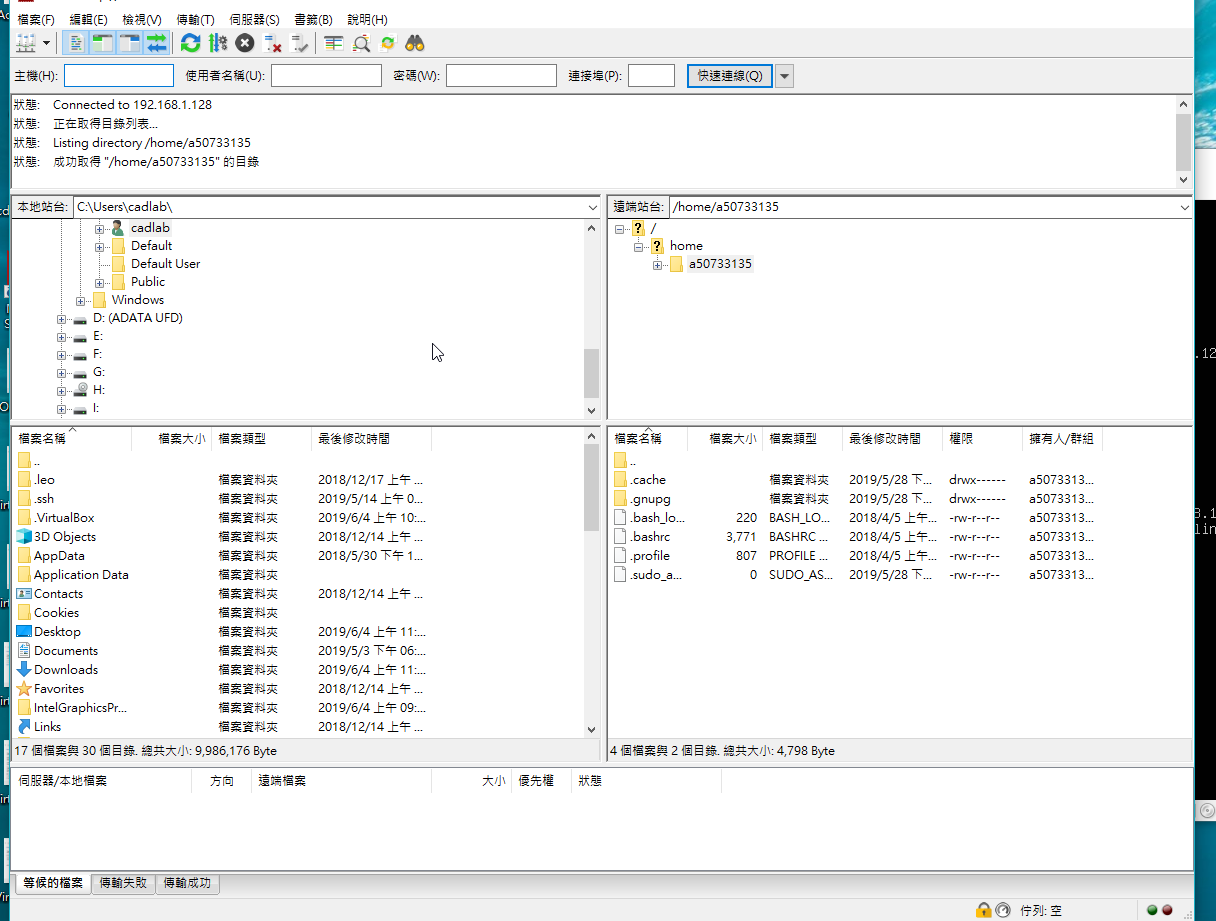 檔案(F) 編輯(E) 檢視(V) 傳輸(T) 伺服器(S) 書籤(B) 說明(H)
主機(H): 使用者名稱(U): 密碼(W): 連接埠(P): 快速連線(Q)
狀態: Connected to 192.168.1.128
狀態: 正在取得目錄列表...
狀態: Listing directory /home/a50733135
狀態: 成功取得 "/home/a50733135" 的目錄
本地站台: C:\Users\cadlab\
cadlab
Default
Default User
Public
Windows
D: (ADATA UFD)
E:
F:
G:
H:
I:
遠端站台: /home/a50733135
/
home
a50733135
檔案名稱 檔案大小 檔案類型 最後修改時間
..
.leo 檔案資料夾 2018/12/17 上午 ...
.ssh 檔案資料夾 2019/5/14 上午 0...
.VirtualBox 檔案資料夾 2019/6/4 上午 10:...
3D Objects 檔案資料夾 2018/12/14 上午 ...
AppData 檔案資料夾 2018/5/30 下午 1...
Application Data 檔案資料夾
Contacts 檔案資料夾 2018/12/14 上午 ...
Cookies 檔案資料夾
Desktop 檔案資料夾 2019/6/4 上午 11:...
Documents 檔案資料夾 2019/5/3 下午 06:...
Downloads 檔案資料夾 2019/6/4 上午 11:...
Favorites 檔案資料夾 2018/12/14 上午 ...
IntelGraphicsPr... 檔案資料夾 2019/6/4 上午 09:...
Links 檔案資料夾 2018/12/14 上午 ...
17 個檔案與 30 個目錄. 總共大小: 9,986,176 Byte
檔案名稱 檔案大小 檔案類型 最後修改時間 權限 擁有人/群組
..
.cache 檔案資料夾 2019/5/28 下... drwx------ a5073313...
.gnupg 檔案資料夾 2019/5/28 下... drwx------ a5073313...
.bash_lo... 220 BASH_LO... 2018/4/5 上午... -rw-r--r-- a5073313...
.bashrc 3,771 BASHRC ... 2018/4/5 上午... -rw-r--r-- a5073313...
.profile 807 PROFILE ... 2018/4/5 上午... -rw-r--r-- a5073313...
.sudo_a... 0 SUDO_AS... 2019/5/28 下... -rw-r--r-- a5073313...
4 個檔案與 2 個目錄. 總共大小: 4,798 Byte
伺服器/本地檔案 方向 遠端檔案 大小 優先權 狀態
等候的檔案 傳輸失敗 傳輸成功
佇列: 空